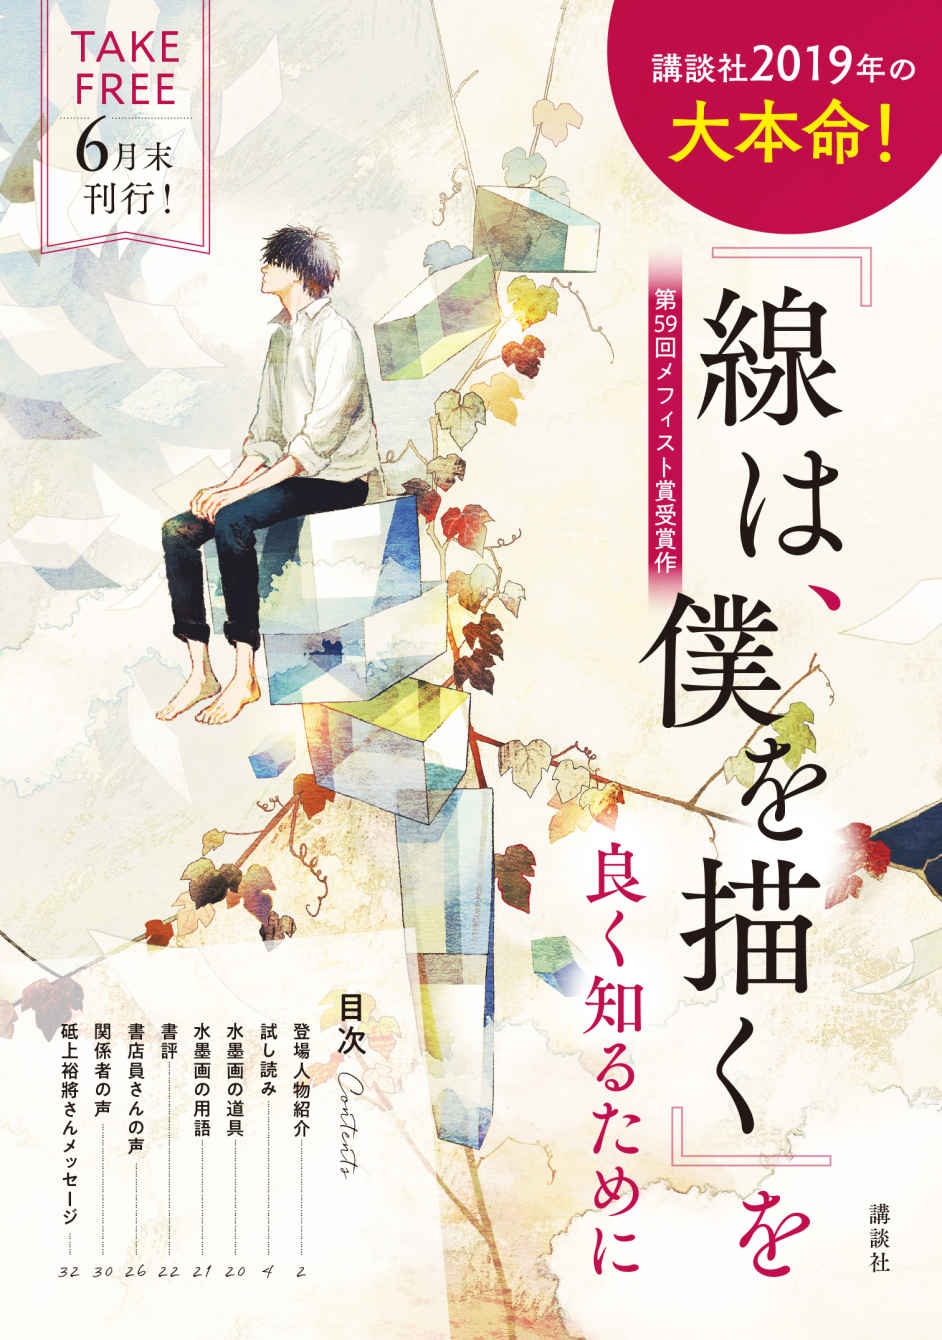 TAKE
FREE
6月末
刊行！
講談社2019年の
大本命！
第59回メフィスト賞受賞作
『線は、僕を描く』を
良く知るために
目次 Contents
登場人物紹介 2
試し読み 4
水墨画の道具 20
水墨画の用語 21
書評 22
書店員さんの声 26
関係者の声 30
砥上裕將さんメッセージ 32
講談社